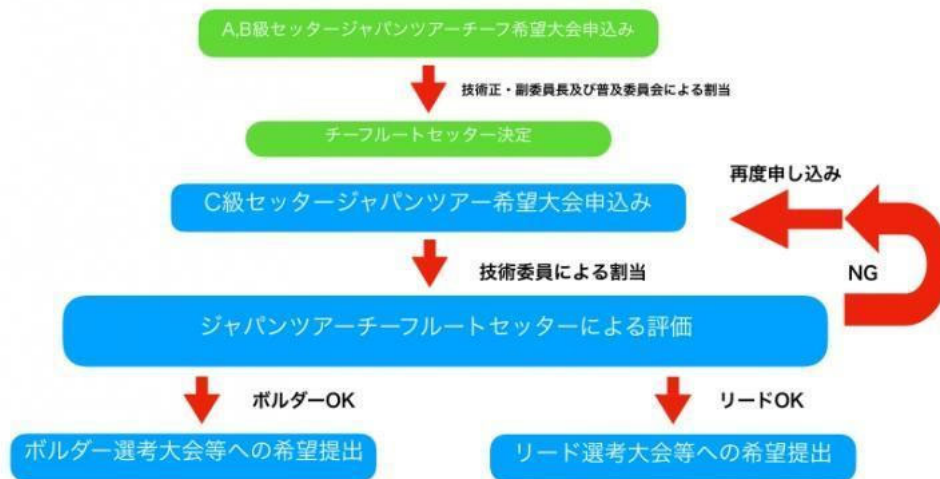 A,B級セッタージャパンツアーチーフ希望大会申込み
技術正・副委員長及び普及委員会による割当
チーフルートセッター決定
再度申し込み
C級セッタージャパンツアー希望大会申込み
技術委員による割当
NG
ジャパンツアーチーフルートセッターによる評価
ボルダーOK
リードOK
ボルダー選考大会等への希望提出
リード選考大会等への希望提出